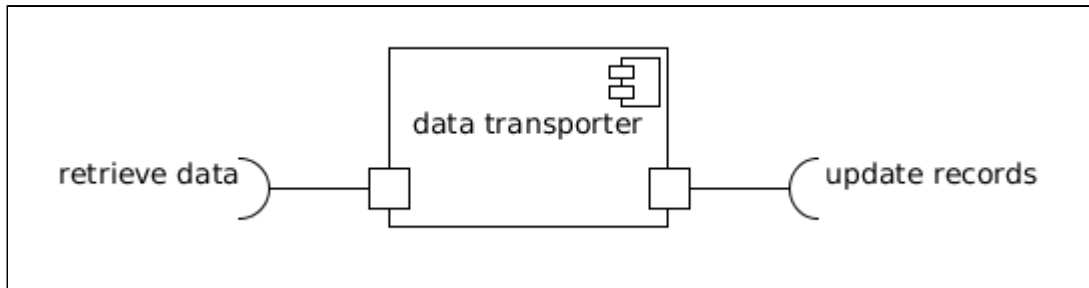 data transporter
retrieve data
update records